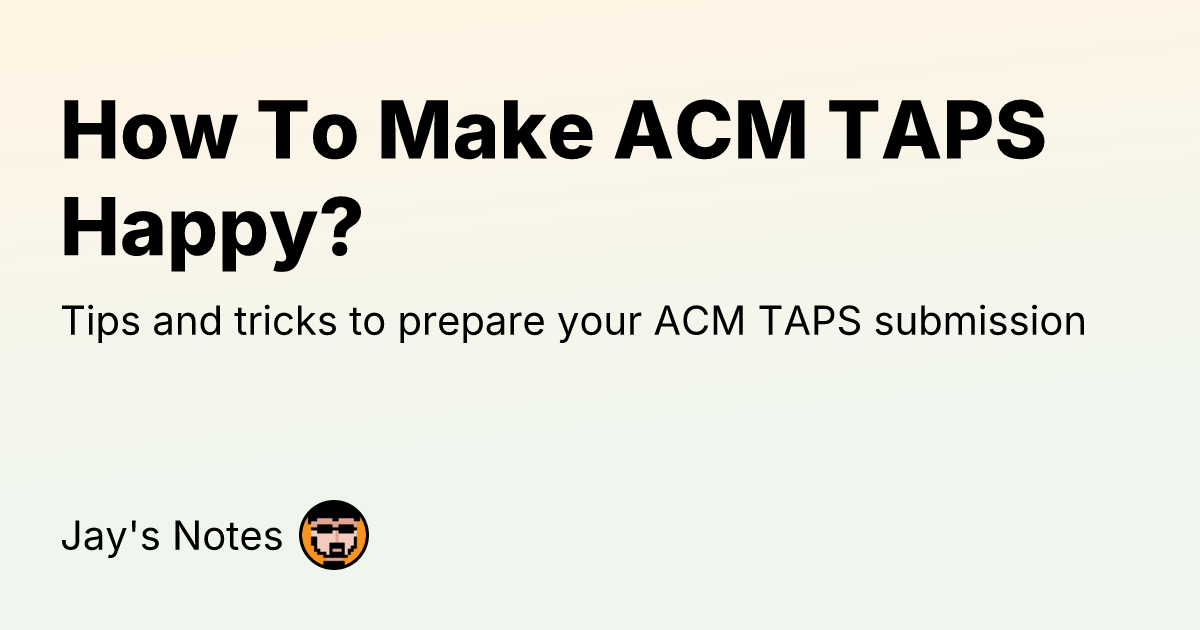 How To Make ACM TAPS
Happy?
Tips and tricks to prepare your ACM TAPS submission
Jay's Notes